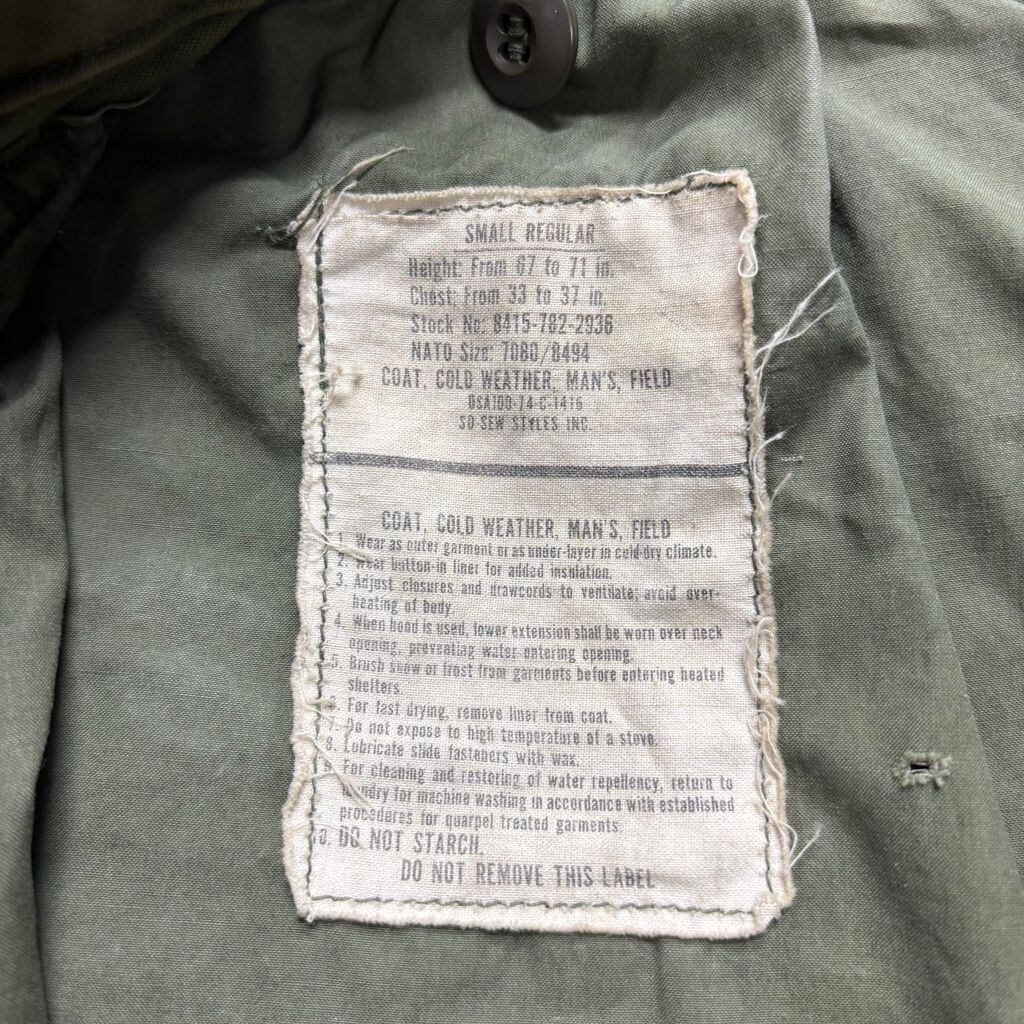 SMALL REGULAR
Height: From 67 to 71 in.
Chest: From 33 to 37 in.
Stock No: 8415-782-2936
NATO Size: 7080/8494
COAT, COLD WEATHER, MAN'S, FIELD
DSA100-74-C-1416
SO-SEW STYLES INC.
COAT, COLD WEATHER, MAN'S, FIELD
1. Wear as outer garment or as under-layer in cold-dry climate.
2. Wear button-in liner for added insulation.
3. Adjust closures and drawcords to ventilate; avoid over-
heating of body.
4. When hood is used, lower extension shall be worn over neck
opening, preventing water entering opening.
5. Brush snow or frost from garments before entering heated
shelters.
6. For fast drying, remove liner from coat.
7. Do not expose to high temperature of a stove.
8. Lubricate slide fasteners with wax.
For cleaning and restoring of water repellency, return to
laundry for machine washing in accordance with established
procedures for quarpel treated garments.
10. DO NOT STARCH.
DO NOT REMOVE THIS LABEL